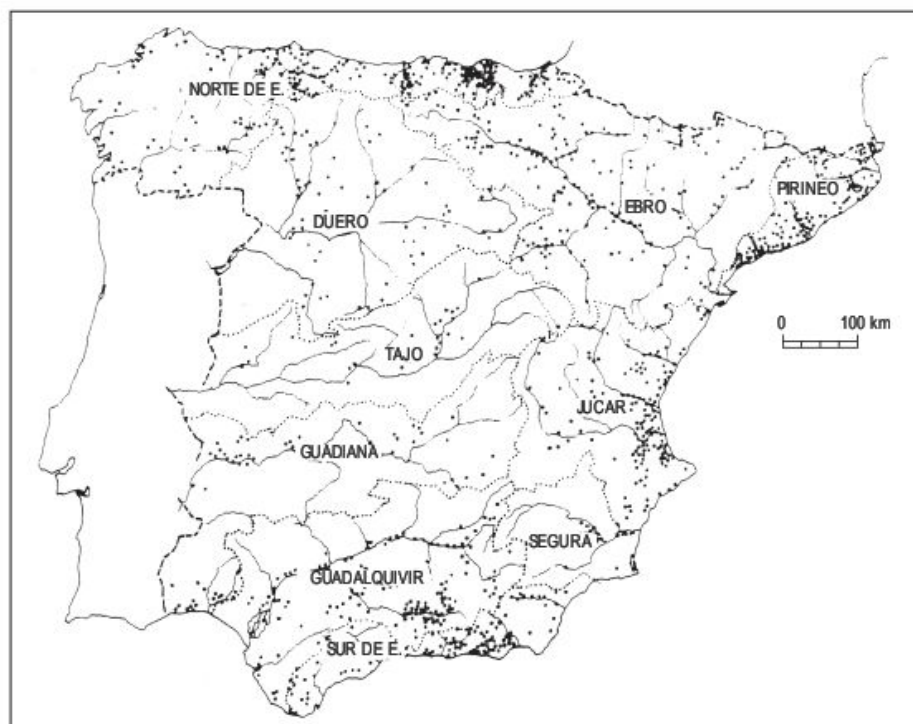 NORTE DE E.
PIRINEO
EBRO
DUERO
0 100 km
TAJO
JUCAR
GUADIANA
SEGURA
GUADALQUIVIR
SUR DE E.